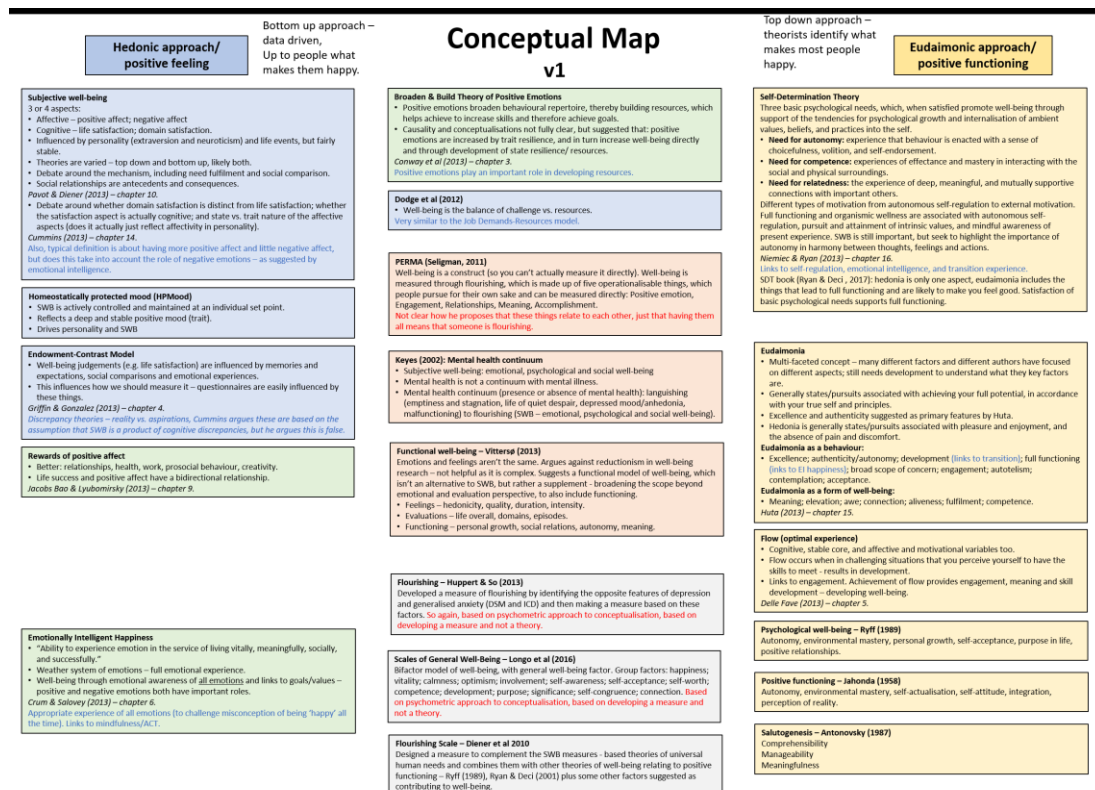 Hedonic approach/
positive feeling
Bottom up approach –
data driven,
Up to people what
makes them happy.
Conceptual Map
v1
Top down approach –
theorists identify what
makes most people
happy.
Eudaimonic approach/
positive functioning
Subjective well-being
3 or 4 aspects:
• Affective – positive affect; negative affect
• Cognitive – life satisfaction; domain satisfaction.
• Influenced by personality (extraversion and neuroticism) and life events, but fairly
stable.
• Theories are varied – top down and bottom up, likely both.
• Debate around the mechanism, including need fulfilment and social comparison.
• Social relationships are antecedents and consequences.
Pavot & Diener (2013) – chapter 10.
• Debate around whether domain satisfaction is distinct from life satisfaction; whether
the satisfaction aspect is actually cognitive; and state vs. trait nature of the affective
aspects (does it actually just reflect affectivity in personality).
Cummins (2013) – chapter 14.
Also, typical definition is about having more positive affect and little negative affect,
but does this take into account the role of negative emotions – as suggested by
emotional intelligence.
Homeostatically protected mood (HPMood)
• SWB is actively controlled and maintained at an individual set point.
• Reflects a deep and stable positive mood (trait).
• Drives personality and SWB
Endowment-Contrast Model
• Well-being judgements (e.g. life satisfaction) are influenced by memories and
expectations, social comparisons and emotional experiences.
• This influences how we should measure it – questionnaires are easily influenced by
these things.
Griffin & Gonzalez (2013) – chapter 4.
Discrepancy theories – reality vs. aspirations, Cummins argues these are based on the
assumption that SWB is a product of cognitive discrepancies, but he argues this is false.
Rewards of positive affect
• Better: relationships, health, work, prosocial behaviour, creativity.
• Life success and positive affect have a bidirectional relationship.
Jacobs Bao & Lyubomirsky (2013) – chapter 9.
Emotionally Intelligent Happiness
• “Ability to experience emotion in the service of living vitally, meaningfully, socially,
and successfully.”
• Weather system of emotions – full emotional experience.
• Well-being through emotional awareness of all emotions and links to goals/values –
positive and negative emotions both have important roles.
Crum & Salovey (2013) – chapter 6.
Appropriate experience of all emotions (to challenge misconception of being ‘happy’ all
the time). Links to mindfulness/ACT.
Broaden & Build Theory of Positive Emotions
• Positive emotions broaden behavioural repertoire, thereby building resources, which
helps achieve to increase skills and therefore achieve goals.
• Causality and conceptualisations not fully clear, but suggested that: positive
emotions are increased by trait resilience, and in turn increase well-being directly
and through development of state resilience/ resources.
Conway et al (2013) – chapter 3.
Positive emotions play an important role in developing resources.
Dodge et al (2012)
• Well-being is the balance of challenge vs. resources.
Very similar to the Job Demands-Resources model.
PERMA (Seligman, 2011)
Well-being is a construct (so you can’t actually measure it directly). Well-being is
measured through flourishing, which is made up of five operationalisable things, which
people pursue for their own sake and can be measured directly: Positive emotion,
Engagement, Relationships, Meaning, Accomplishment.
Not clear how he proposes that these things relate to each other, just that having them
all means that someone is flourishing.
Keyes (2002): Mental health continuum
• Subjective well-being: emotional, psychological and social well-being
• Mental health is not a continuum with mental illness.
• Mental health continuum (presence or absence of mental health): languishing
(emptiness and stagnation, life of quiet despair, depressed mood/anhedonia,
malfunctioning) to flourishing (SWB – emotional, psychological and social well-being).
Functional well-being – Vittersø (2013)
Emotions and feelings aren’t the same. Argues against reductionism in well-being
research – not helpful as it is complex. Suggests a functional model of well-being, which
isn’t an alternative to SWB, but rather a supplement - broadening the scope beyond
emotional and evaluation perspective, to also include functioning.
• Feelings – hedonicity, quality, duration, intensity.
• Evaluations – life overall, domains, episodes.
• Functioning – personal growth, social relations, autonomy, meaning.
Flourishing – Huppert & So (2013)
Developed a measure of flourishing by identifying the opposite features of depression
and generalised anxiety (DSM and ICD) and then making a measure based on these
factors. So again, based on psychometric approach to conceptualisation, based on
developing a measure and not a theory.
Scales of General Well-Being – Longo et al (2016)
Bifactor model of well-being, with general well-being factor. Group factors: happiness;
vitality; calmness; optimism; involvement; self-awareness; self-acceptance; self-worth;
competence; development; purpose; significance; self-congruence; connection. Based
on psychometric approach to conceptualisation, based on developing a measure and
not a theory.
Flourishing Scale – Diener et al 2010
Designed a measure to complement the SWB measures - based theories of universal
human needs and combines them with other theories of well-being relating to positive
functioning – Ryff (1989), Ryan & Deci (2001) plus some other factors suggested as
contributing to well-being.
Self-Determination Theory
Three basic psychological needs, which, when satisfied promote well-being through
support of the tendencies for psychological growth and internalisation of ambient
values, beliefs, and practices into the self.
• Need for autonomy: experience that behaviour is enacted with a sense of
choicefulness, volition, and self-endorsement.
• Need for competence: experiences of effectance and mastery in interacting with the
social and physical surroundings.
• Need for relatedness: the experience of deep, meaningful, and mutually supportive
connections with important others.
Different types of motivation from autonomous self-regulation to external motivation.
Full functioning and organismic wellness are associated with autonomous self-
regulation, pursuit and attainment of intrinsic values, and mindful awareness of
present experience. SWB is still important, but seek to highlight the importance of
autonomy in harmony between thoughts, feelings and actions.
Niemiec & Ryan (2013) – chapter 16.
Links to self-regulation, emotional intelligence, and transition experience.
SDT book (Ryan & Deci , 2017): hedonia is only one aspect, eudaimonia includes the
things that lead to full functioning and are likely to make you feel good. Satisfaction of
basic psychological needs supports full functioning.
Eudaimonia
• Multi-faceted concept – many different factors and different authors have focused
on different aspects; still needs development to understand what they key factors
are.
• Generally states/pursuits associated with achieving your full potential, in accordance
with your true self and principles.
• Excellence and authenticity suggested as primary features by Huta.
• Hedonia is generally states/pursuits associated with pleasure and enjoyment, and
the absence of pain and discomfort.
Eudaimonia as a behaviour:
• Excellence; authenticity/autonomy; development (links to transition); full functioning
(inks to EI happiness); broad scope of concern; engagement; autotelism;
contemplation; acceptance.
Eudaimonia as a form of well-being:
• Meaning; elevation; awe; connection; aliveness; fulfilment; competence.
Huta (2013) – chapter 15.
Flow (optimal experience)
• Cognitive, stable core, and affective and motivational variables too.
• Flow occurs when in challenging situations that you perceive yourself to have the
skills to meet - results in development.
• Links to engagement. Achievement of flow provides engagement, meaning and skill
development – developing well-being.
Delle Fave (2013) – chapter 5.
Psychological well-being – Ryff (1989)
Autonomy, environmental mastery, personal growth, self-acceptance, purpose in life,
positive relationships.
Positive functioning – Jahonda (1958)
Autonomy, environmental mastery, self-actualisation, self-attitude, integration,
perception of reality.
Salutogenesis – Antonovsky (1987)
Comprehensibility
Manageability
Meaningfulness